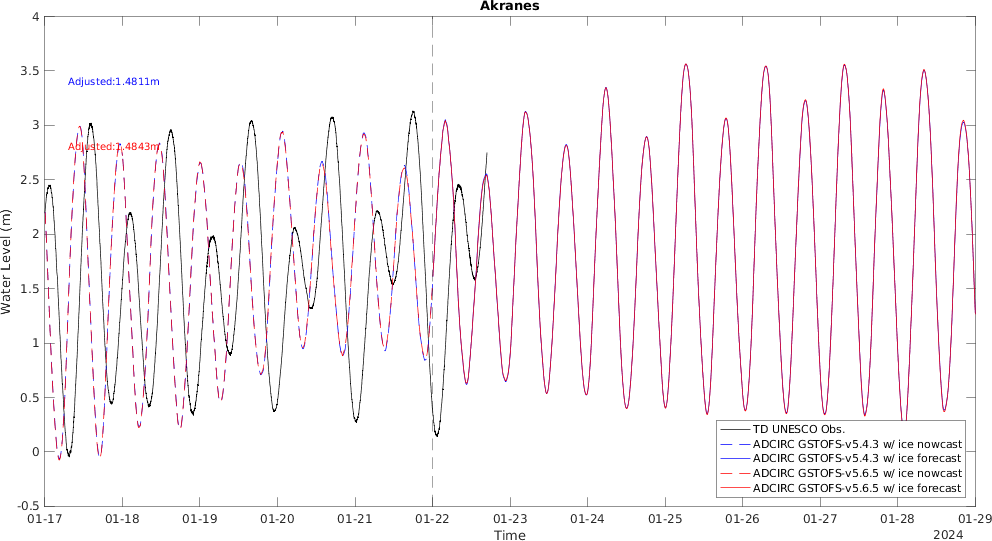 Akranes
4
3.5
3
2.5
2
1.5
1
0.5
0
-0.5
Water Level (m)
Adjusted:1.4811m
Adjusted:1.4843m
TD UNESCO Obs.
ADCIRC GSTOFS-v5.4.3 w/ ice nowcast
ADCIRC GSTOFS-v5.4.3 w/ ice forecast
ADCIRC GSTOFS-v5.6.5 w/ ice nowcast
ADCIRC GSTOFS-v5.6.5 w/ ice forecast
01-17 01-18 01-19 01-20 01-21 01-22 01-23 01-24 01-25 01-26 01-27 01-28 01-29
Time
2024